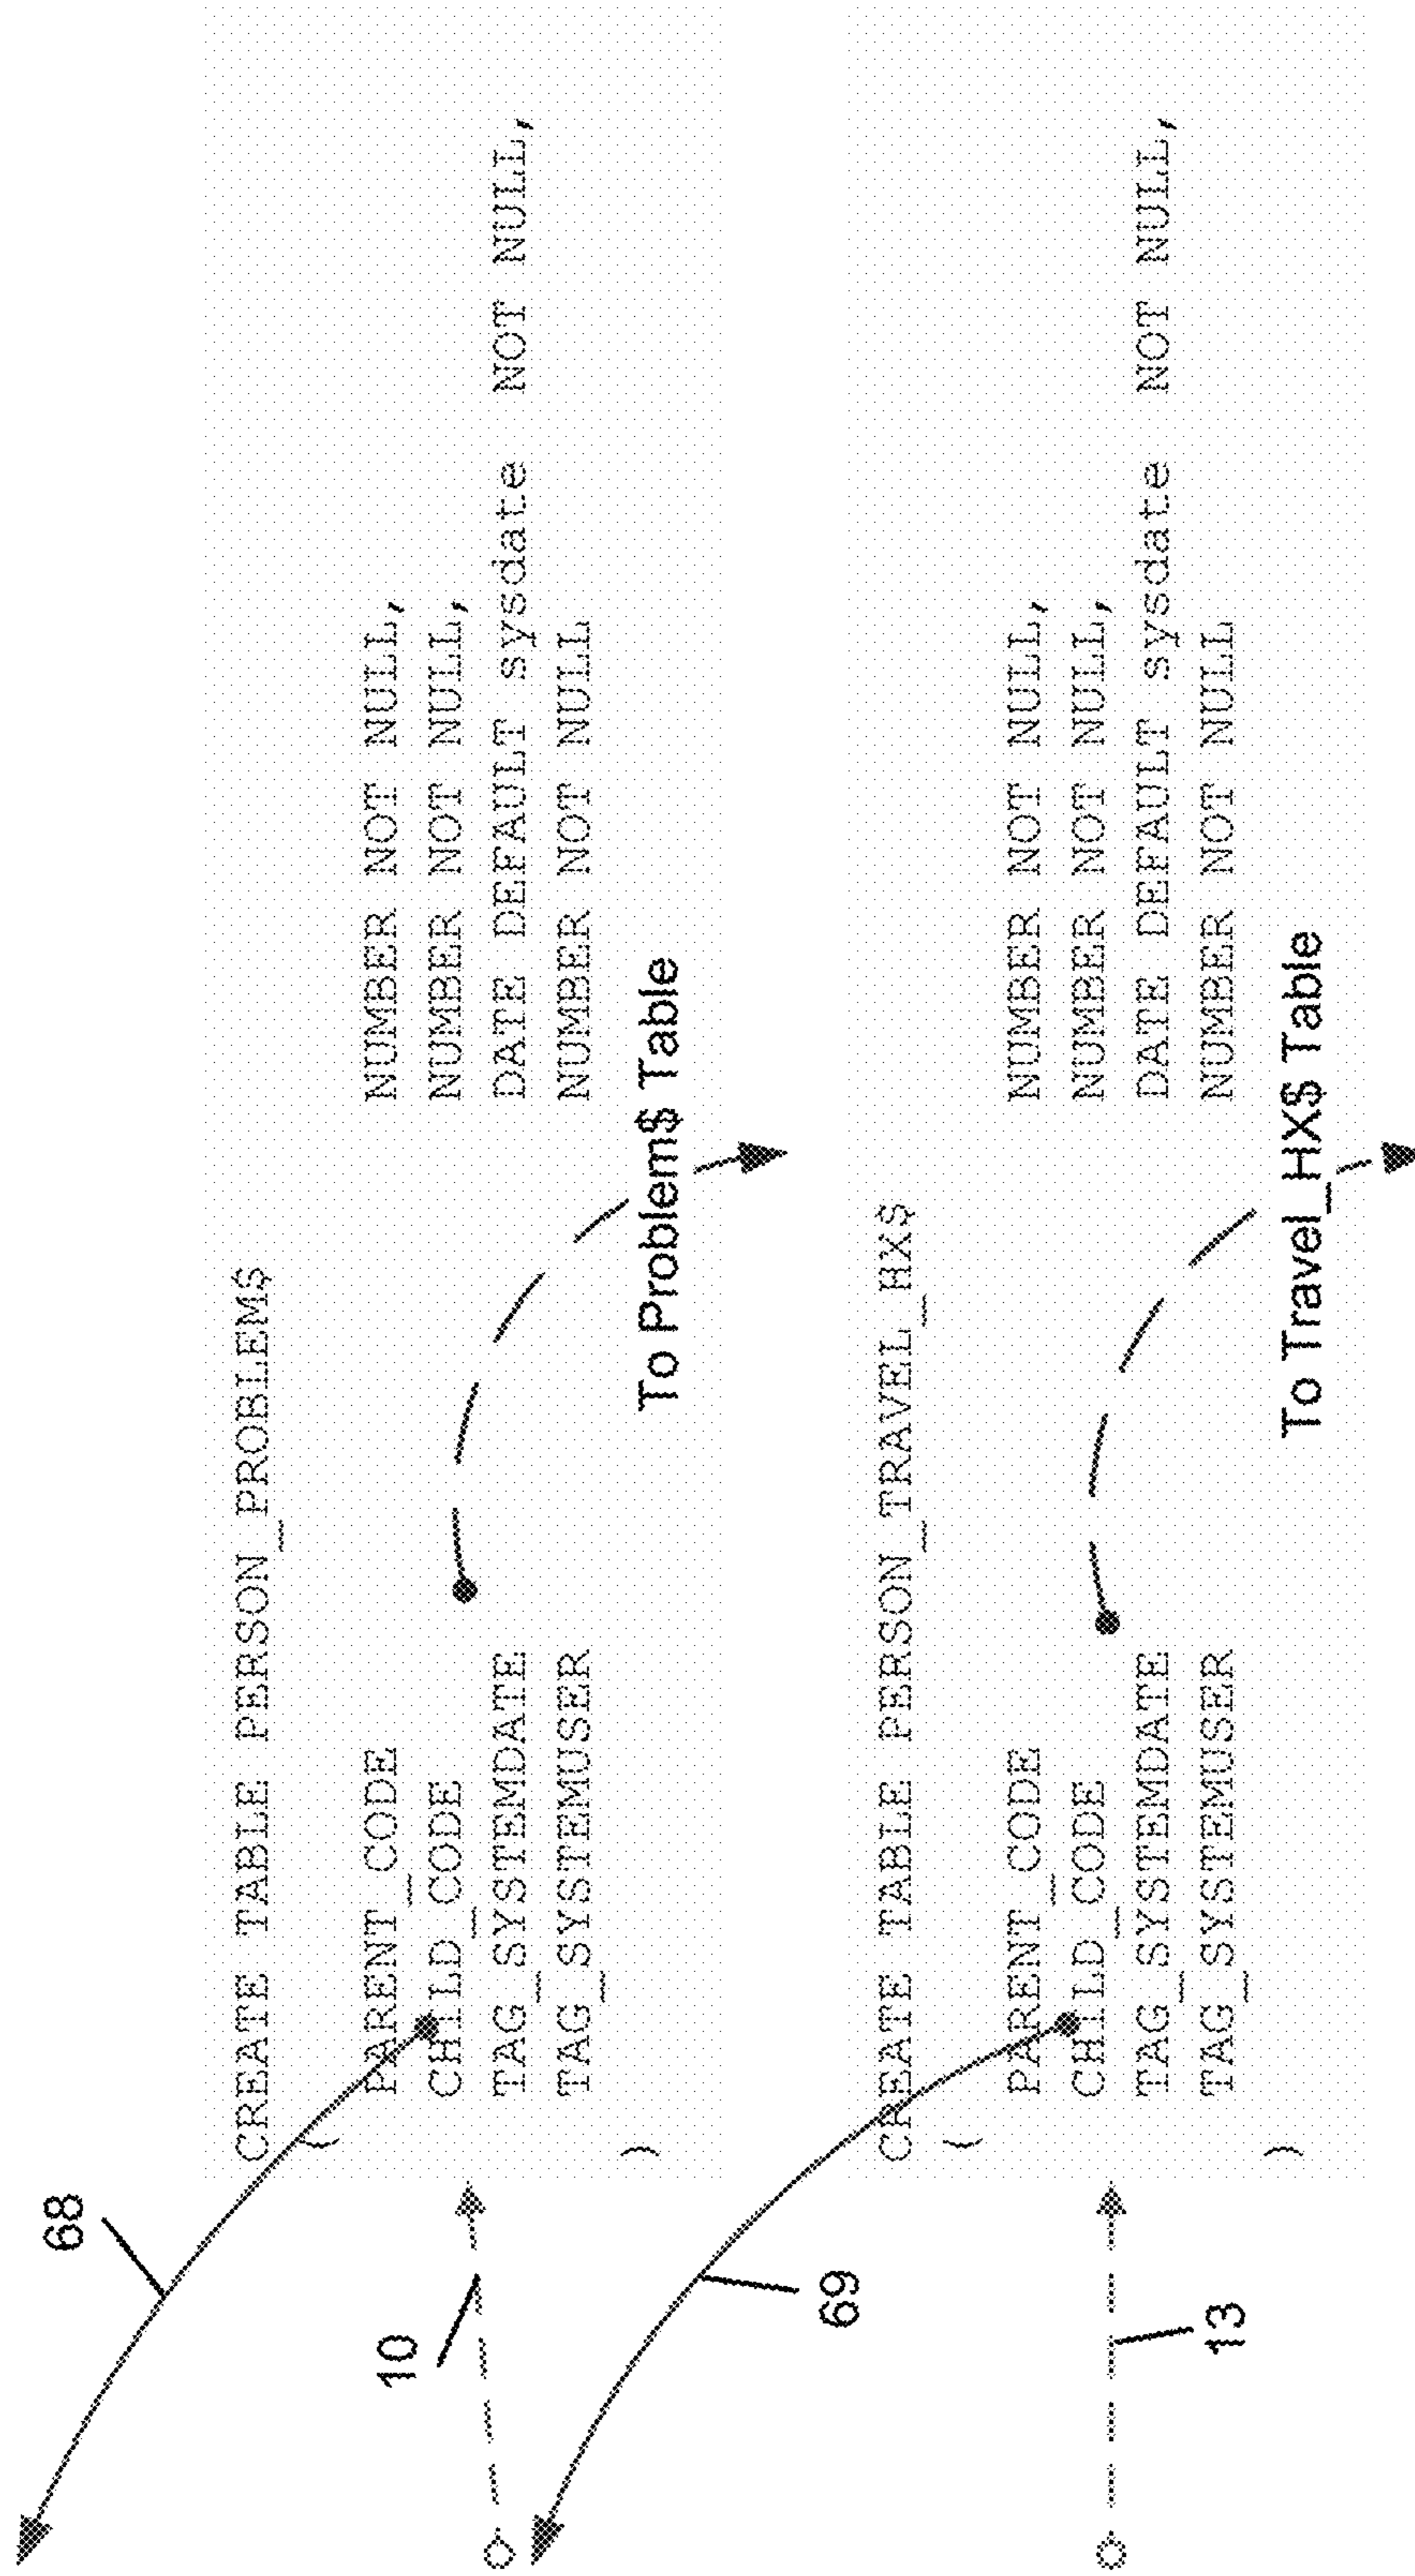 68
CREATE TABLE PERSON_PROBLEM$
(
PARENT_CODE NUMBER NOT NULL,
CHILD_CODE NUMBER NOT NULL,
10
TAG_SYSTEMDATE DATE DEFAULT sysdate NOT NULL,
TAG_SYSTEMUSER NUMBER NOT NULL
)
To Problem$ Table
69
CREATE TABLE PERSON_TRAVEL_HX$
(
PARENT_CODE NUMBER NOT NULL,
CHILD_CODE NUMBER NOT NULL,
TAG_SYSTEMDATE DATE DEFAULT sysdate NOT NULL,
TAG_SYSTEMUSER NUMBER NOT NULL
13
)
To Travel_HX$ Table